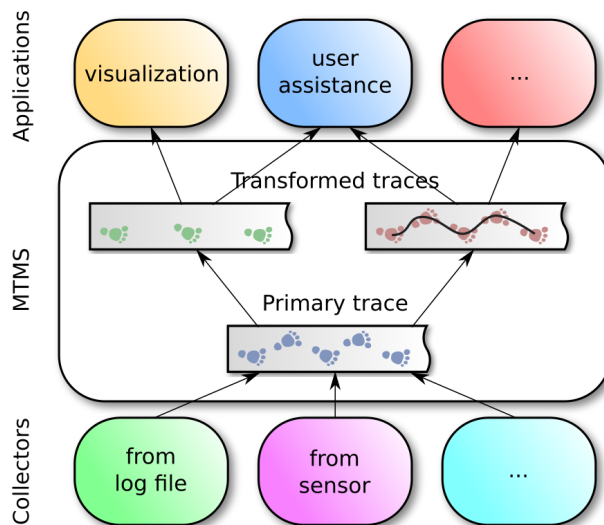 Applications
visualization
user
assistance
...
MTMS
Transformed traces
Primary trace
Collectors
from
log file
from
sensor
...